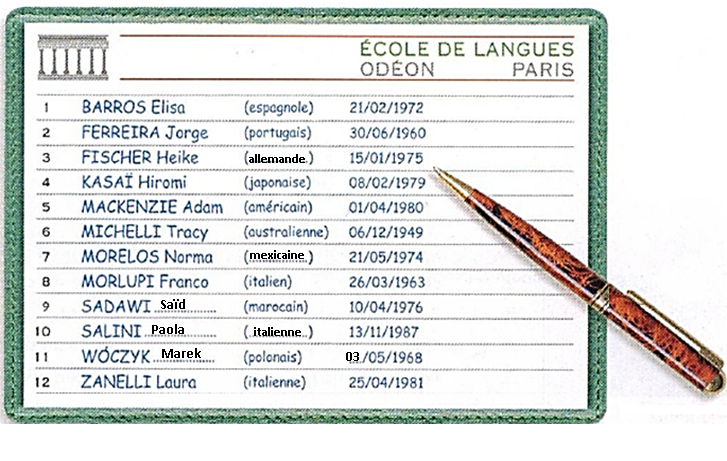 ÉCOLE DE LANGUES
ODÉON PARIS
1 BARROS Elisa (espagnole) 21/02/1972
2 FERREIRA Jorge (portugais) 30/06/1960
3 FISCHER Heike (allemande.) 15/01/1975
4 KASAÏ Hiromi (japonaise) 08/02/1979
5 MACKENZIE Adam (américain) 01/04/1980
6 MICHELLI Tracy (australienne) 06/12/1949
7 MORELOS Norma (mexicaine.) 21/05/1974
8 MORLUPI Franco (italien) 26/03/1963
9 SADAWI Saïd (marocain) 10/04/1976
10 SALINI Paola (italienne) 13/11/1987
11 WÓCZYK Marek (polonais) 03/05/1968
12 ZANELLI Laura (italienne) 25/04/1981